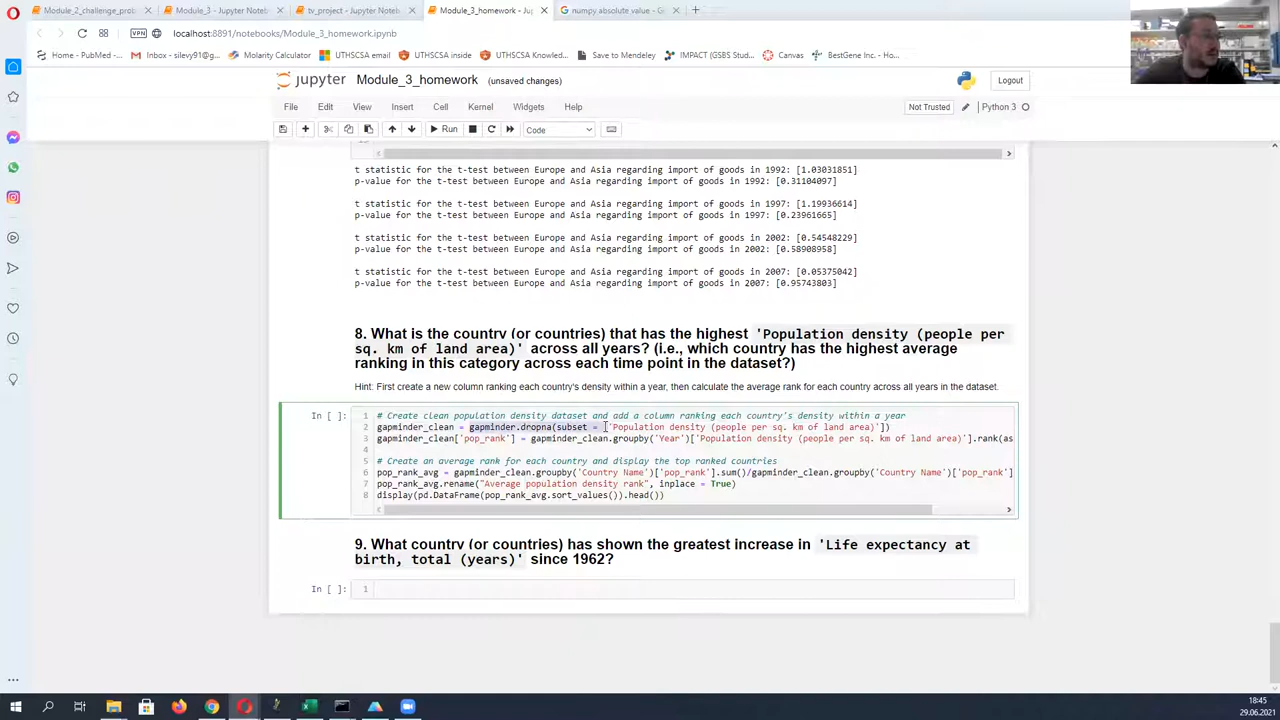 Module_2_challenge_prob
Module_3 - Jupyter Noteb
tv_project - Jupyter Notebo
Module_3_homework - Jup
numpy absolute value - Go
VPN
localhost:8891/notebooks/Module_3_homework.ipynb
Home - PubMed - NC
Inbox - silevy91@gmail
Molarity Calculator
UTHSCSA email
UTHSCSA Inside
UTHSCSA Knowledge
Save to Mendeley
IMPACT (GSBS Stud
Canvas
BestGene Inc. - Ho
jupyter
Module_3_homework
(unsaved changes)
Logout
File
Edit
View
Insert
Cell
Kernel
Widgets
Help
Not Trusted
Python 3
Run
Code
t statistic for the t-test between Europe and Asia regarding import of goods in 1992: [1.03031851]
p-value for the t-test between Europe and Asia regarding import of goods in 1992: [0.31104097]
t statistic for the t-test between Europe and Asia regarding import of goods in 1997: [1.19936614]
p-value for the t-test between Europe and Asia regarding import of goods in 1997: [0.23961665]
t statistic for the t-test between Europe and Asia regarding import of goods in 2002: [0.54548229]
p-value for the t-test between Europe and Asia regarding import of goods in 2002: [0.58908958]
t statistic for the t-test between Europe and Asia regarding import of goods in 2007: [0.05375042]
p-value for the t-test between Europe and Asia regarding import of goods in 2007: [0.95743803]
8. What is the country (or countries) that has the highest 'Population density (people per
sq. km of land area)' across all years? (i.e., which country has the highest average
ranking in this category across each time point in the dataset?)
Hint: First create a new column ranking each country's density within a year, then calculate the average rank for each country across all years in the dataset.
In [ ]:
1 # Create clean population density dataset and add a column ranking each country's density within a year
2 gapminder_clean = gapminder.dropna(subset = ['Population density (people per sq. km of land area)'])
3 gapminder_clean['pop_rank'] = gapminder_clean.groupby('Year')['Population density (people per sq. km of land area)'].rank(as
4
5 # Create an average rank for each country and display the top ranked countries
6 pop_rank_avg = gapminder_clean.groupby('Country Name')['pop_rank'].sum()/gapminder_clean.groupby('Country Name')['pop_rank']
7 pop_rank_avg.rename("Average population density rank", inplace = True)
8 display(pd.DataFrame(pop_rank_avg.sort_values()).head())
9. What country (or countries) has shown the greatest increase in 'Life expectancy at
birth, total (years)' since 1962?
In [ ]:
1
18:45
29.06.2021